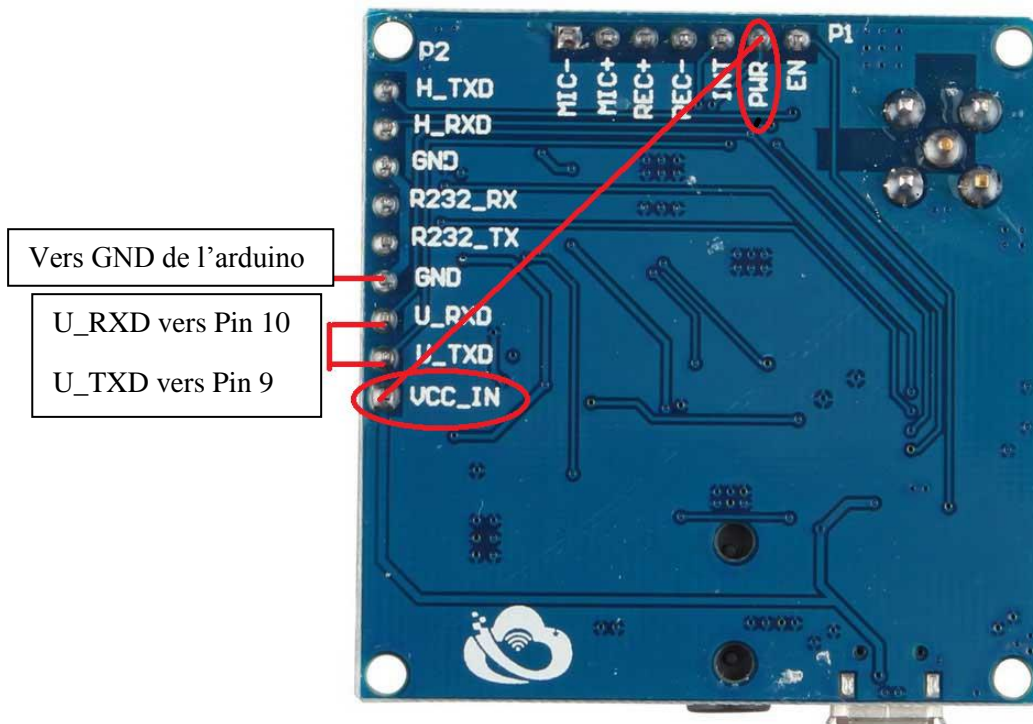 P2
P1
MIC-
MIC+
REC+
REC-
INT
PWR
EN
H_TXD
H_RXD
GND
R232_RX
R232_TX
GND
U_RXD
U_TXD
VCC_IN
Vers GND de l’arduino
U_RXD vers Pin 10
U_TXD vers Pin 9